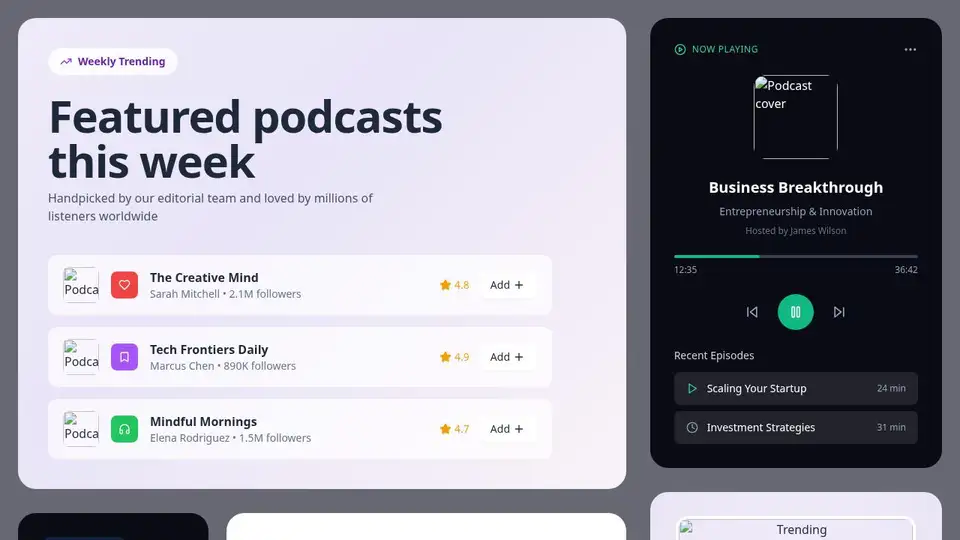 Weekly Trending
Featured podcasts
this week
Handpicked by our editorial team and loved by millions of
listeners worldwide
Podca
The Creative Mind
Sarah Mitchell • 2.1M followers
4.8
Add
Podca
Tech Frontiers Daily
Marcus Chen • 890K followers
4.9
Add
Podca
Mindful Mornings
Elena Rodriguez • 1.5M followers
4.7
Add
NOW PLAYING
Podcast
cover
Business Breakthrough
Entrepreneurship & Innovation
Hosted by James Wilson
12:35
36:42
Recent Episodes
Scaling Your Startup
24 min
Investment Strategies
31 min
Trending